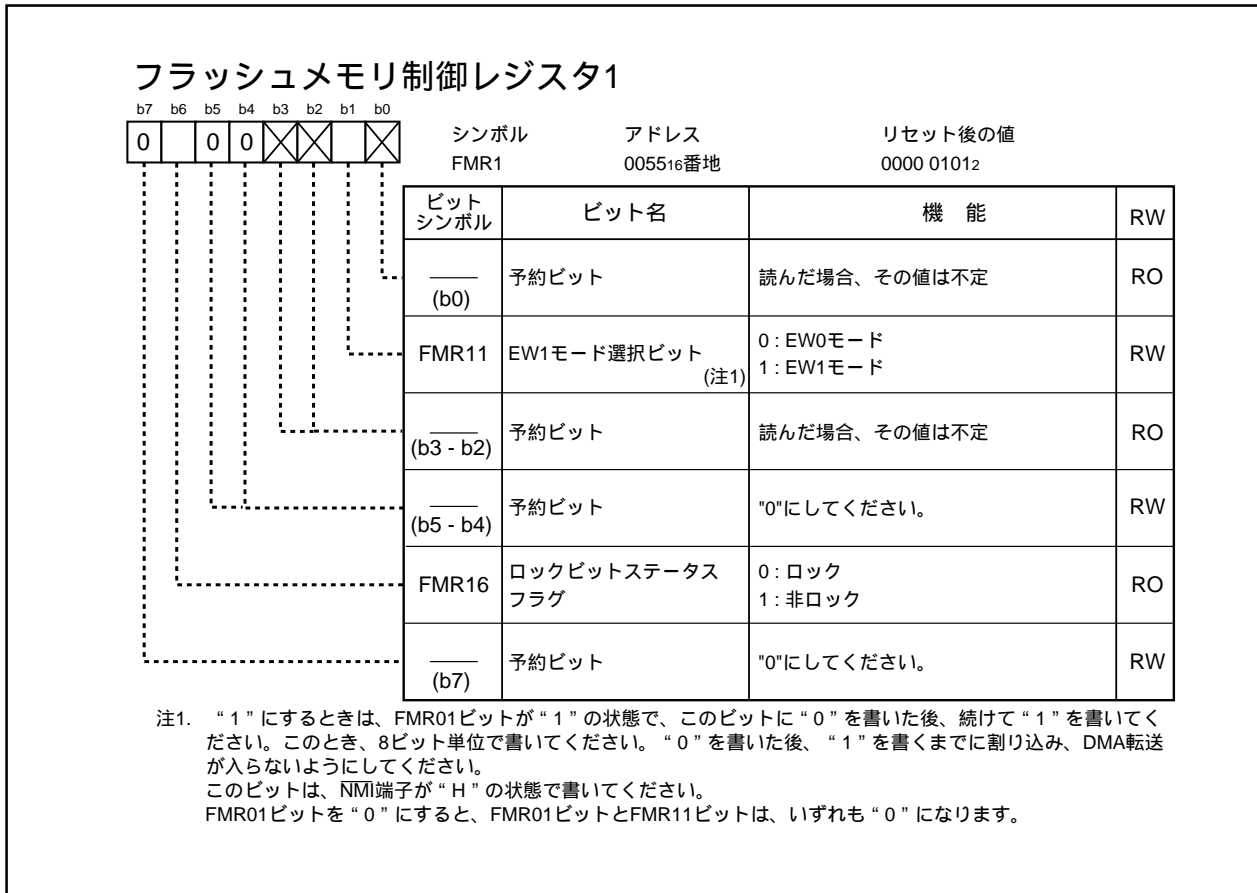 フラッシュメモリ制御レジスタ1
b7 b6 b5 b4 b3 b2 b1 b0
0 0 0
シンボル アドレス リセット後の値
FMR1 005516番地 0000 01012
ビットシンボル ビット名 機 能 RW
(b0) 予約ビット 読んだ場合、その値は不定 RO
FMR11 EW1モード選択ビット (注1) 0 : EW0モード RW
1 : EW1モード
(b3 - b2) 予約ビット 読んだ場合、その値は不定 RO
(b5 - b4) 予約ビット "0"にしてください。 RW
FMR16 ロックビットステータス 0 : ロック RO
フラグ 1 : 非ロック
(b7) 予約ビット "0"にしてください。 RW
注1. “1”にするときは、FMR01ビットが“1”の状態で、このビットに“0”を書いた後、続けて“1”を書いてく
ださい。このとき、8ビット単位で書いてください。“0”を書いた後、“1”を書くまでに割り込み、DMA転送
が入らないようにしてください。
このビットは、NMI端子が“H”の状態で書いてください。
FMR01ビットを“0”にすると、FMR01ビットとFMR11ビットは、いずれも“0”になります。